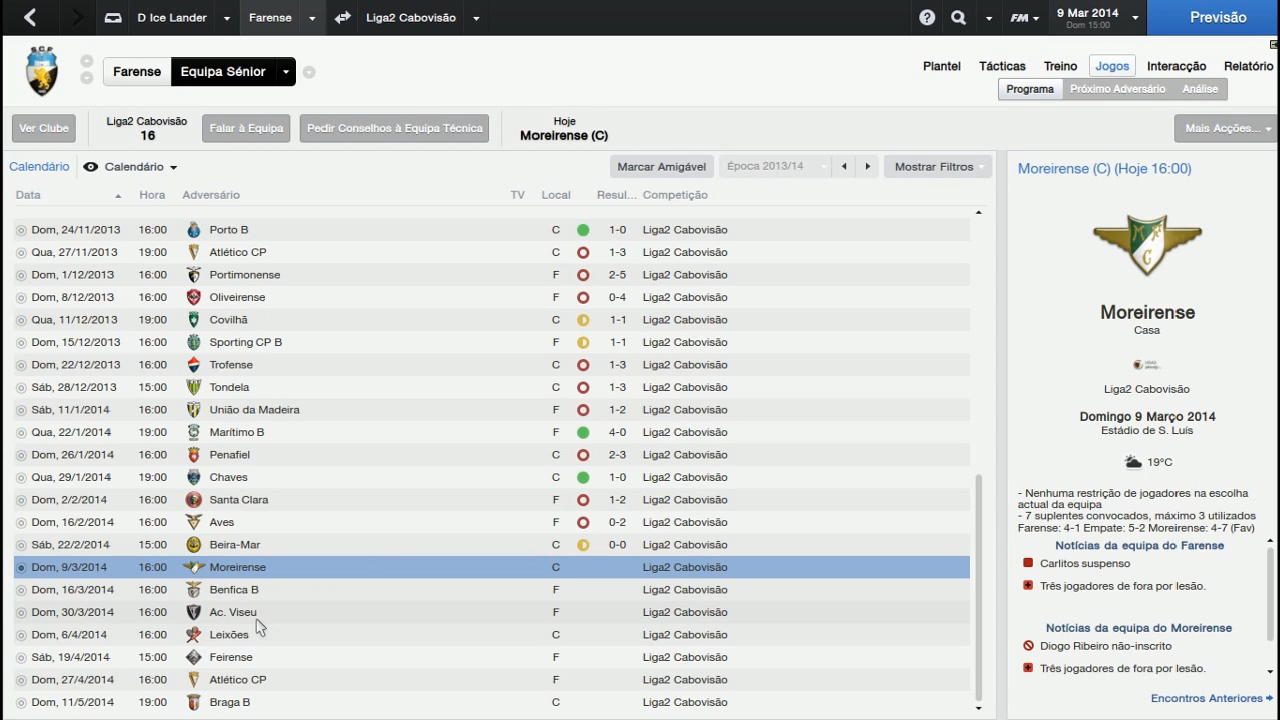 D Ice Lander Farense Liga2 Cabovisão FM 9 Mar 2014 Previsão
Dom 15:00
Farense Equipa Sénior Plantel Tácticas Treino Jogos Interacção Relatório
Programa Próximo Adversário Análise
Ver Clube Liga2 Cabovisão Falar à Equipa Pedir Conselhos à Equipa Técnica Hoje Mais Acções...
16 Moreirense (C)
Calendário Calendário Marcar Amigável Época 2013/14 Mostrar Filtros
Data Hora Adversário TV Local Resul... Competição
Dom, 24/11/2013 16:00 Porto B C 1-0 Liga2 Cabovisão
Qua, 27/11/2013 19:00 Atlético CP C 1-3 Liga2 Cabovisão
Dom, 1/12/2013 16:00 Portimonense F 2-5 Liga2 Cabovisão
Dom, 8/12/2013 16:00 Oliveirense F 0-4 Liga2 Cabovisão
Qua, 11/12/2013 19:00 Covilhã C 1-1 Liga2 Cabovisão
Dom, 15/12/2013 16:00 Sporting CP B F 1-1 Liga2 Cabovisão
Dom, 22/12/2013 16:00 Trofense C 1-3 Liga2 Cabovisão
Sáb, 28/12/2013 15:00 Tondela C 1-3 Liga2 Cabovisão
Sáb, 11/1/2014 16:00 União da Madeira F 1-2 Liga2 Cabovisão
Qua, 22/1/2014 19:00 Marítimo B F 4-0 Liga2 Cabovisão
Dom, 26/1/2014 16:00 Penafiel C 2-3 Liga2 Cabovisão
Qua, 29/1/2014 19:00 Chaves C 1-0 Liga2 Cabovisão
Dom, 2/2/2014 16:00 Santa Clara F 1-2 Liga2 Cabovisão
Dom, 16/2/2014 16:00 Aves F 0-2 Liga2 Cabovisão
Sáb, 22/2/2014 15:00 Beira-Mar C 0-0 Liga2 Cabovisão
Dom, 9/3/2014 16:00 Moreirense C Liga2 Cabovisão
Dom, 16/3/2014 16:00 Benfica B F Liga2 Cabovisão
Dom, 30/3/2014 16:00 Ac. Viseu F Liga2 Cabovisão
Dom, 6/4/2014 16:00 Leixões C Liga2 Cabovisão
Sáb, 19/4/2014 15:00 Feirense F Liga2 Cabovisão
Dom, 27/4/2014 16:00 Atlético CP F Liga2 Cabovisão
Dom, 11/5/2014 19:00 Braga B C Liga2 Cabovisão
Moreirense (C) (Hoje 16:00)
M F
C
Moreirense
Casa
Liga2 Cabovisão
Domingo 9 Março 2014
Estádio de S. Luís
19°C
- Nenhuma restrição de jogadores na escolha
actual da equipa
- 7 suplentes convocados, máximo 3 utilizados
Farense: 4-1 Empate: 5-2 Moreirense: 4-7 (Fav)
Notícias da equipa do Farense
Carlitos suspenso
Três jogadores de fora por lesão.
Notícias da equipa do Moreirense
Diogo Ribeiro não-inscrito
Três jogadores de fora por lesão.
Encontros Anteriores